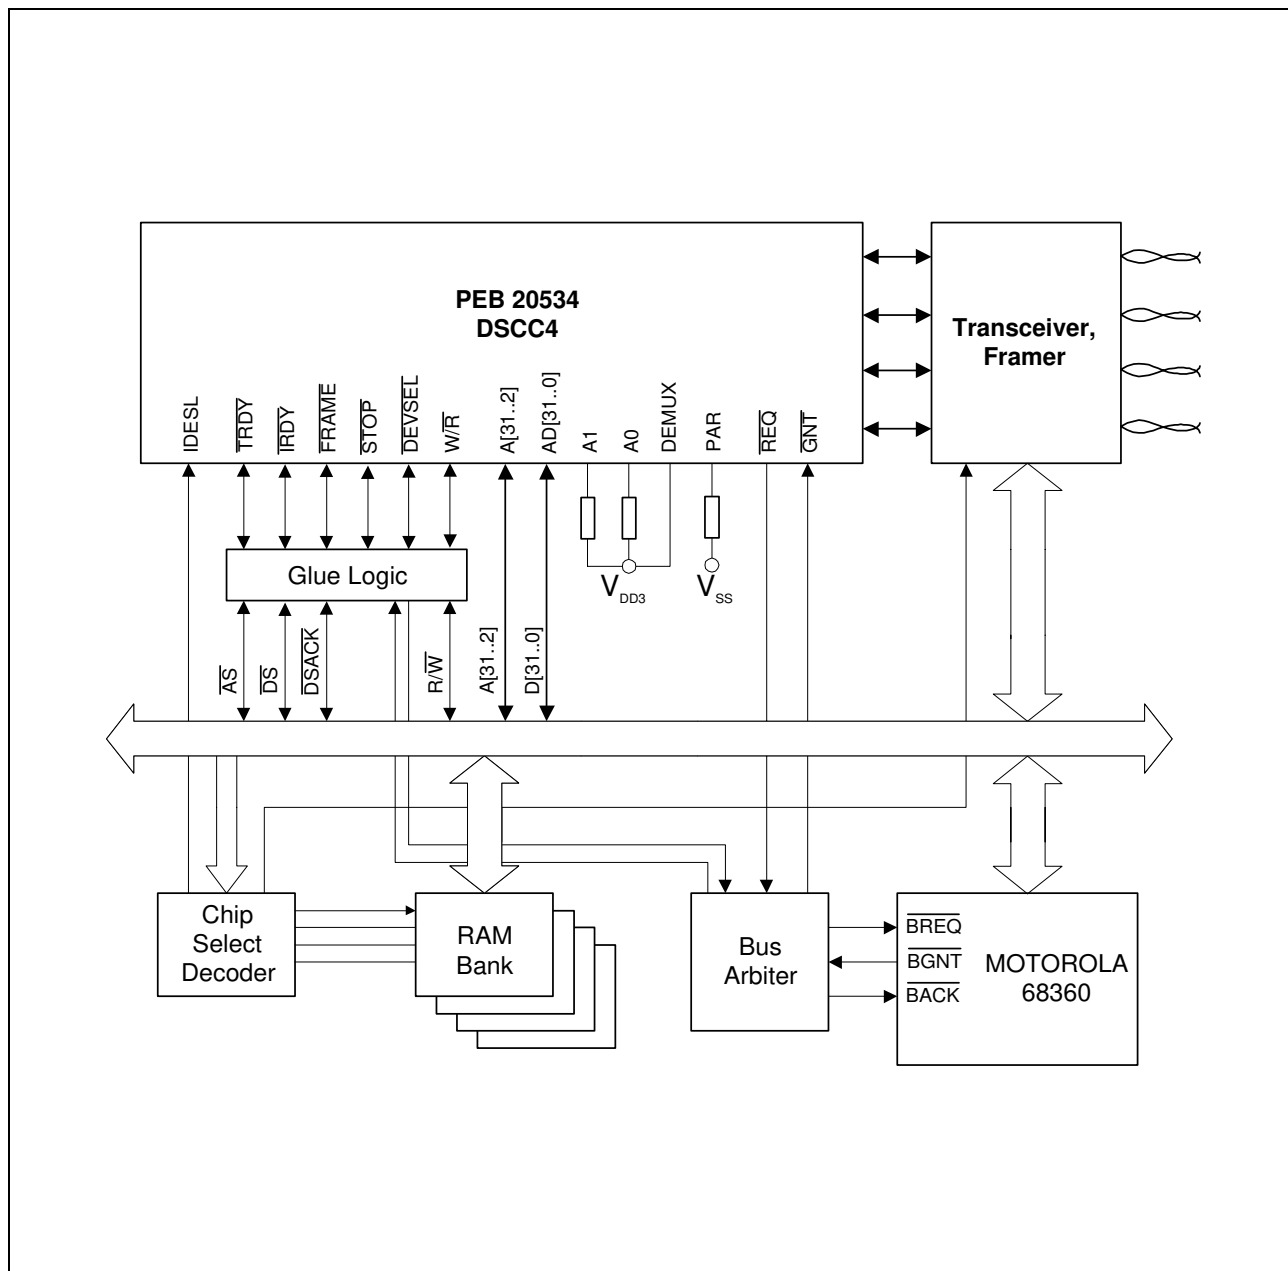 PEB 20534
DSCC4
Transceiver,
Framer
IDESL
TRDY
IRDY
FRAME
STOP
DEVSEL
W/R
A[31..2]
AD[31..0]
A1
A0
DEMUX
PAR
REQ
GNT
Glue Logic
VDD3
VSS
AS
DS
DSACK
R/W
A[31..2]
D[31..0]
Chip
Select
Decoder
RAM
Bank
Bus
Arbiter
BREQ
BGNT
BACK
MOTOROLA
68360